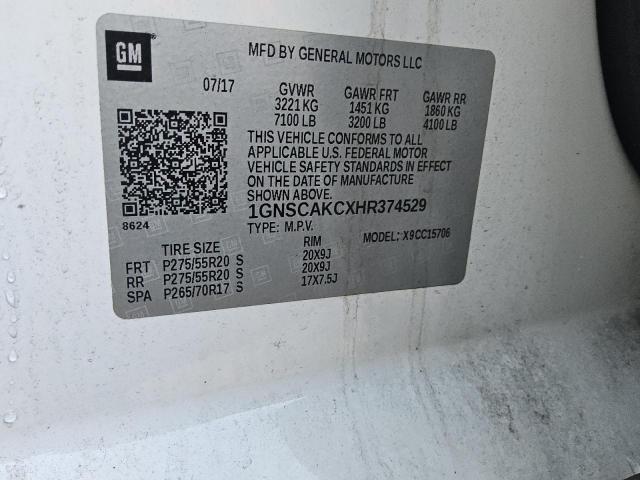 GM
MFD BY GENERAL MOTORS LLC
07/17 GVWR GAWR FRT GAWR RR
3221 KG 1451 KG 1860 KG
7100 LB 3200 LB 4100 LB
THIS VEHICLE CONFORMS TO ALL
APPLICABLE U.S. FEDERAL MOTOR
VEHICLE SAFETY STANDARDS IN EFFECT
ON THE DATE OF MANUFACTURE
SHOWN ABOVE.
1GNSCAKCXHR374529
8624 TYPE: M.P.V. MODEL: X9CC15706
TIRE SIZE RIM
FRT P275/55R20 S 20X9J
RR P275/55R20 S 20X9J
SPA P265/70R17 S 17X7.5J